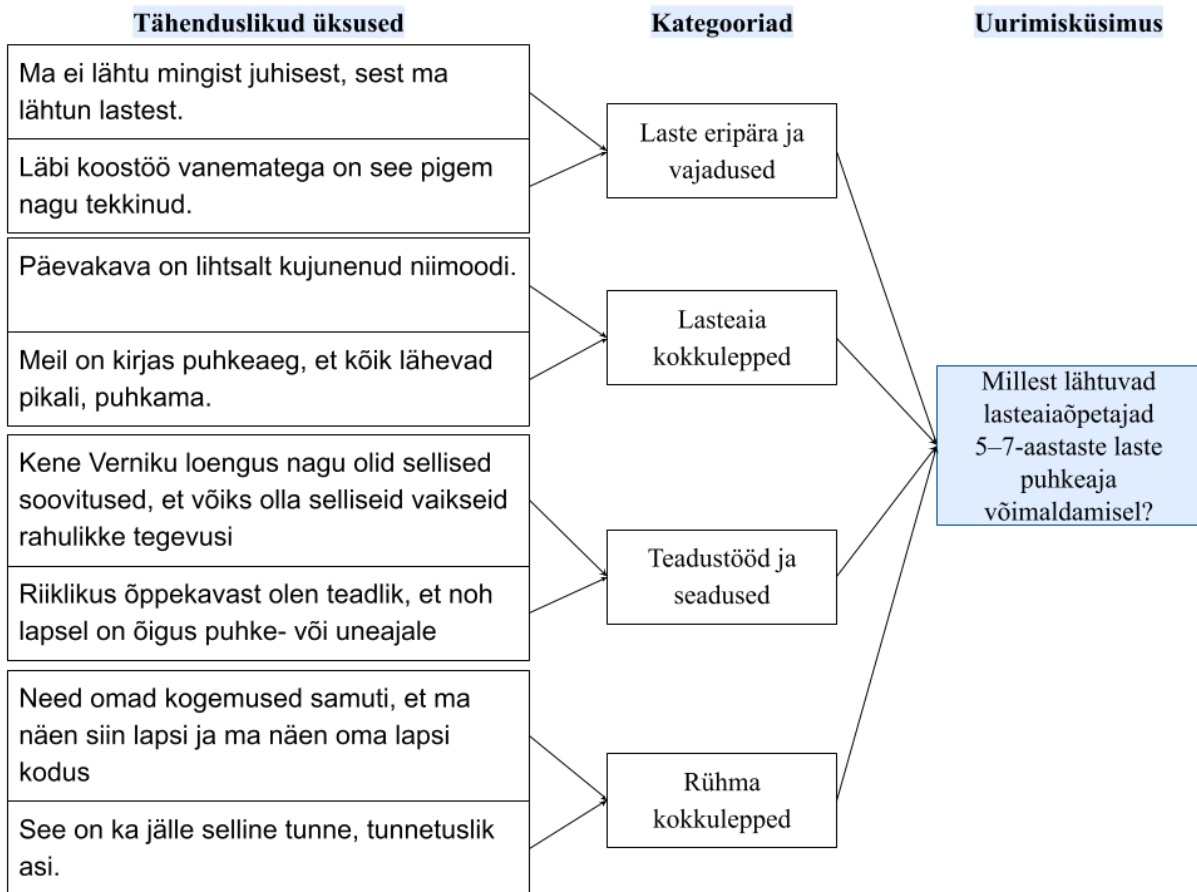 Tähenduslikud üksused
Kategooriad
Uurimisküsimus
Ma ei lähtu mingist juhisest, sest ma
lähtun lastest.
Läbi koostöö vanematega on see pigem
nagu tekkinud.
Päevakava on lihtsalt kujunenud niimoodi.
Meil on kirjas puhkeaeg, et kõik lähevad
pikali, puhkama.
Kene Verniku loengus nagu olid sellised
soovitused, et võiks olla selliseid vaikseid
rahulikke tegevusi
Riiklikus õppekavast olen teadlik, et noh
lapsel on õigus puhke- või uneajale
Need omad kogemused samuti, et ma
näen siin lapsi ja ma näen oma lapsi
kodus
See on ka jälle selline tunne, tunnetuslik
asi.
Laste eripära ja
vajadused
Lasteaia
kokkulepped
Teadustööd ja
seadused
Rühma
kokkulepped
Millest lähtuvad
lasteaiaõpetajad
5–7-aastaste laste
puhkeaja
võimaldamisel?